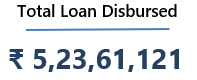 Total Loan Disbursed
₹ 5,23,61,121